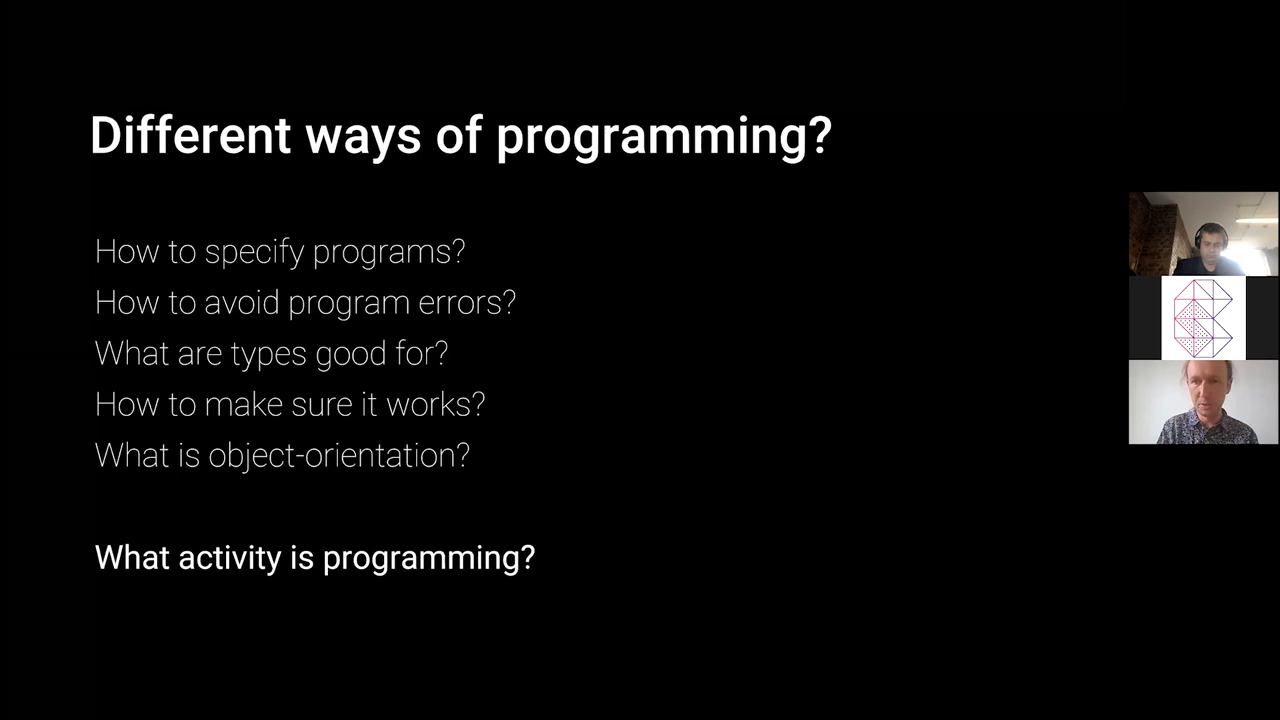 Different ways of programming?
How to specify programs?
How to avoid program errors?
What are types good for?
How to make sure it works?
What is object-orientation?
What activity is programming?